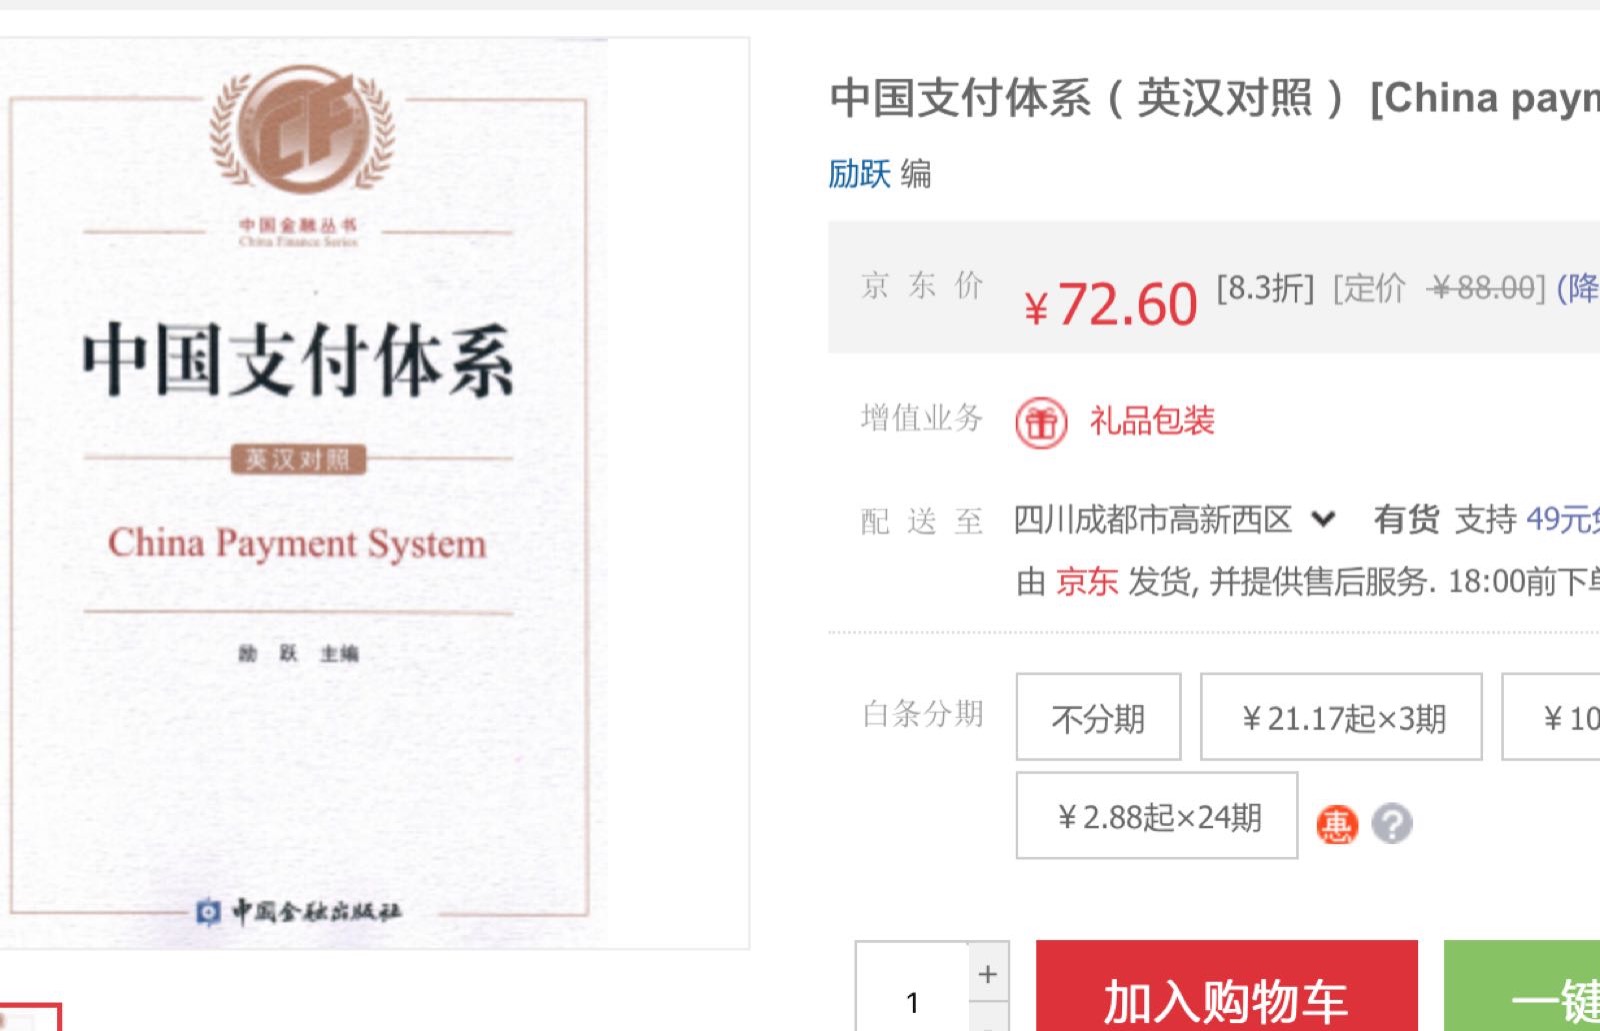 CF
中国金融丛书
China Finance Series
中国支付体系
英汉对照
China Payment System
励 跃 主编
中国金融出版社
中国支付体系（英汉对照） [China paym
励跃 编
京东价 ￥72.60 [8.3折] [定价 ￥88.00] (降
增值业务 礼品包装
配送至 四川成都市高新西区 有货 支持 49元免
由 京东 发货, 并提供售后服务. 18:00前下单
白条分期 不分期 ￥21.17起×3期 ￥10
￥2.88起×24期 惠 ?
1 + 加入购物车 一键